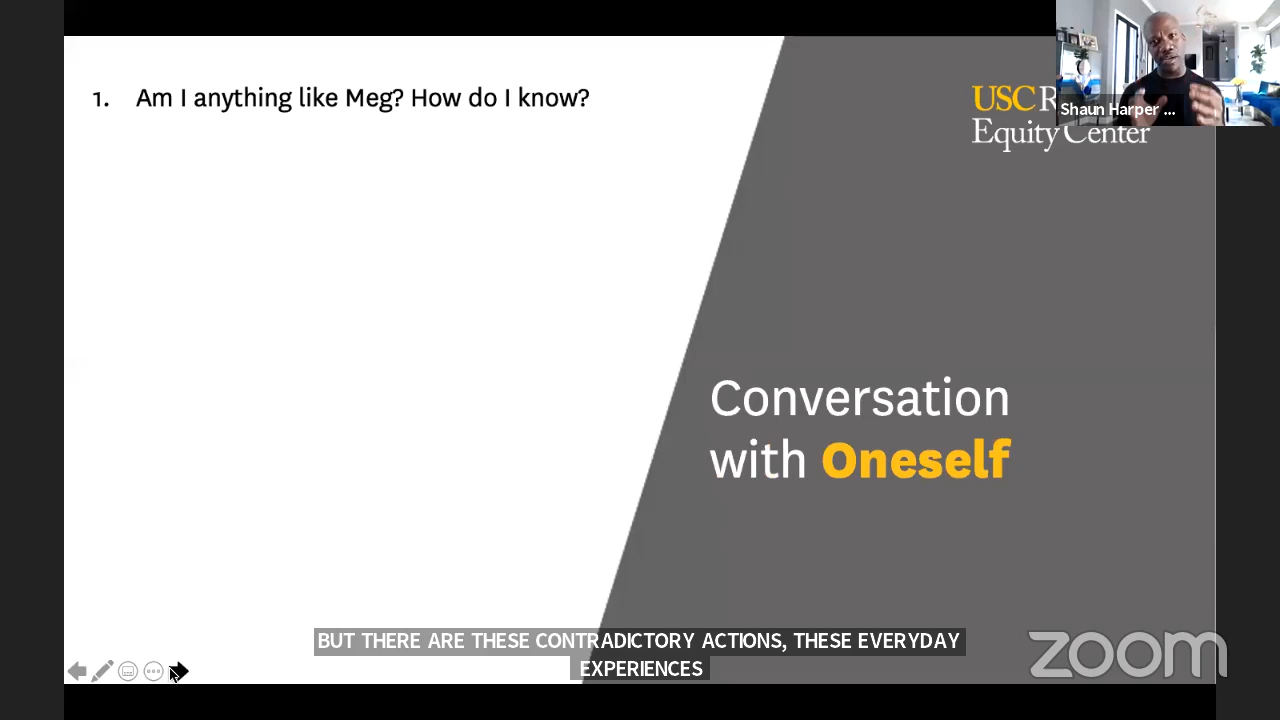 1. Am I anything like Meg? How do I know?
USC R
Equity Center
Shaun Harper ...
Conversation
with Oneself
BUT THERE ARE THESE CONTRADICTORY ACTIONS, THESE EVERYDAY
EXPERIENCES
zoom